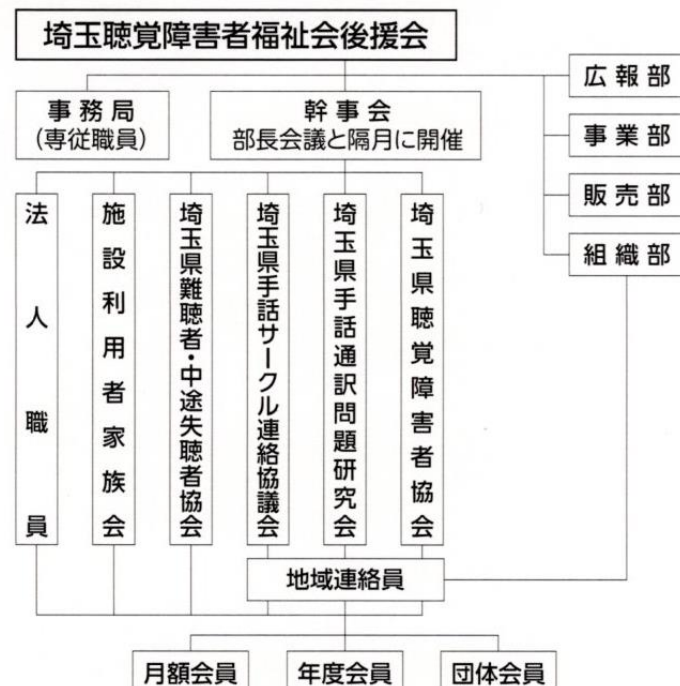 埼玉聴覚障害者福祉会後援会
広報部
事業部
販売部
組織部
事務局
(専従職員)
幹事会
部長会議と隔月に開催
法人職員
施設利用者家族会
埼玉県難聴者・中途失聴者協会
埼玉県手話サークル連絡協議会
埼玉県手話通訳問題研究会
埼玉県聴覚障害者協会
地域連絡員
月額会員
年度会員
団体会員